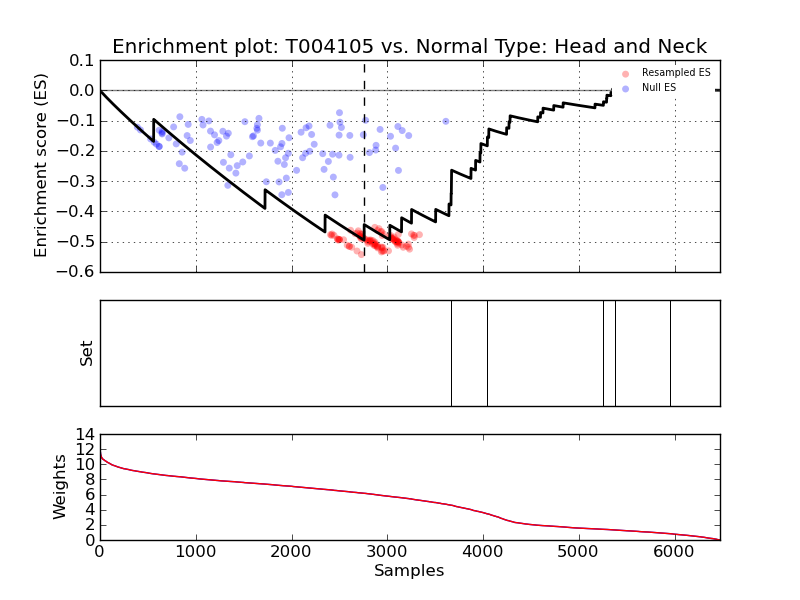 Enrichment plot: T004105 vs. Normal Type: Head and Neck
Enrichment score (ES)
0.1
0.0
−0.1
−0.2
−0.3
−0.4
−0.5
−0.6
Resampled ES
Null ES
Set
Weights
14
12
10
8
6
4
2
0
0 1000 2000 3000 4000 5000 6000
Samples